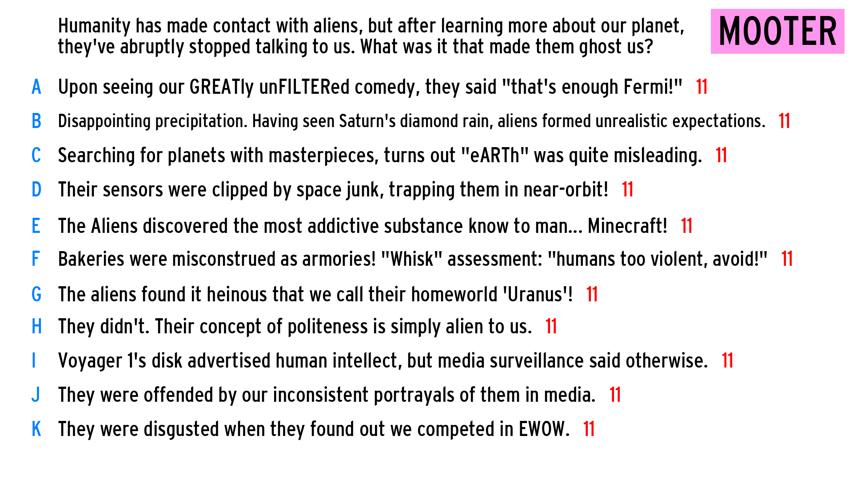 Humanity has made contact with aliens, but after learning more about our planet,
they've abruptly stopped talking to us. What was it that made them ghost us?
MOOTER
A Upon seeing our GREATly unFILTERed comedy, they said "that's enough Fermi!" 11
B Disappointing precipitation. Having seen Saturn's diamond rain, aliens formed unrealistic expectations. 11
C Searching for planets with masterpieces, turns out "eARTh" was quite misleading. 11
D Their sensors were clipped by space junk, trapping them in near-orbit! 11
E The Aliens discovered the most addictive substance know to man... Minecraft! 11
F Bakeries were misconstrued as armories! "Whisk" assessment: "humans too violent, avoid!" 11
G The aliens found it heinous that we call their homeworld 'Uranus'! 11
H They didn't. Their concept of politeness is simply alien to us. 11
I Voyager 1's disk advertised human intellect, but media surveillance said otherwise. 11
J They were offended by our inconsistent portrayals of them in media. 11
K They were disgusted when they found out we competed in EWOW. 11